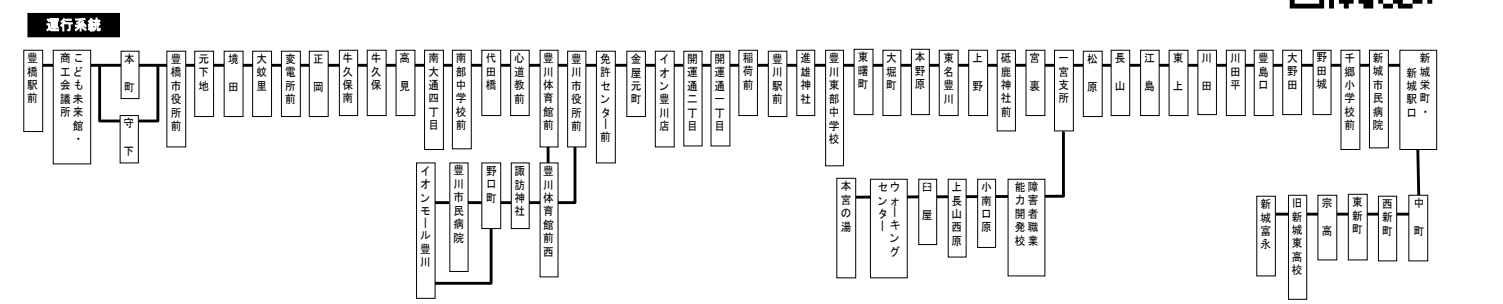 運行系統
豊橋駅前
こども未来館・
商工会議所
本町
守下
豊橋市役所前
元下地
境田
大蚊里
変電所前
正岡
牛久保南
牛久保
高見
南大通四丁目
南部中学校前
代田橋
心道教前
豊川体育館前
豊川市役所前
免許センター前
金屋元町
イオン豊川店
開運通二丁目
開運通一丁目
稲荷前
豊川駅前
進雄神社
豊川東部中学校
東曙町
大堀町
本野原
東名豊川
上野
砥鹿神社前
宮裏
一宮支所
松原
長山
江島
東上
川田
川田平
豊島口
大野田
野田城
千郷小学校前
新城市民病院
新城栄町・
新城駅口
イオンモール豊川
豊川市民病院
野口町
諏訪神社
豊川体育館前西
本宮の湯
ウォーキング
センター
臼屋
上長山西原
小南口原
障害者職業
能力開発校
新城富永
旧新城東高校
宗高
東新町
西新町
中町